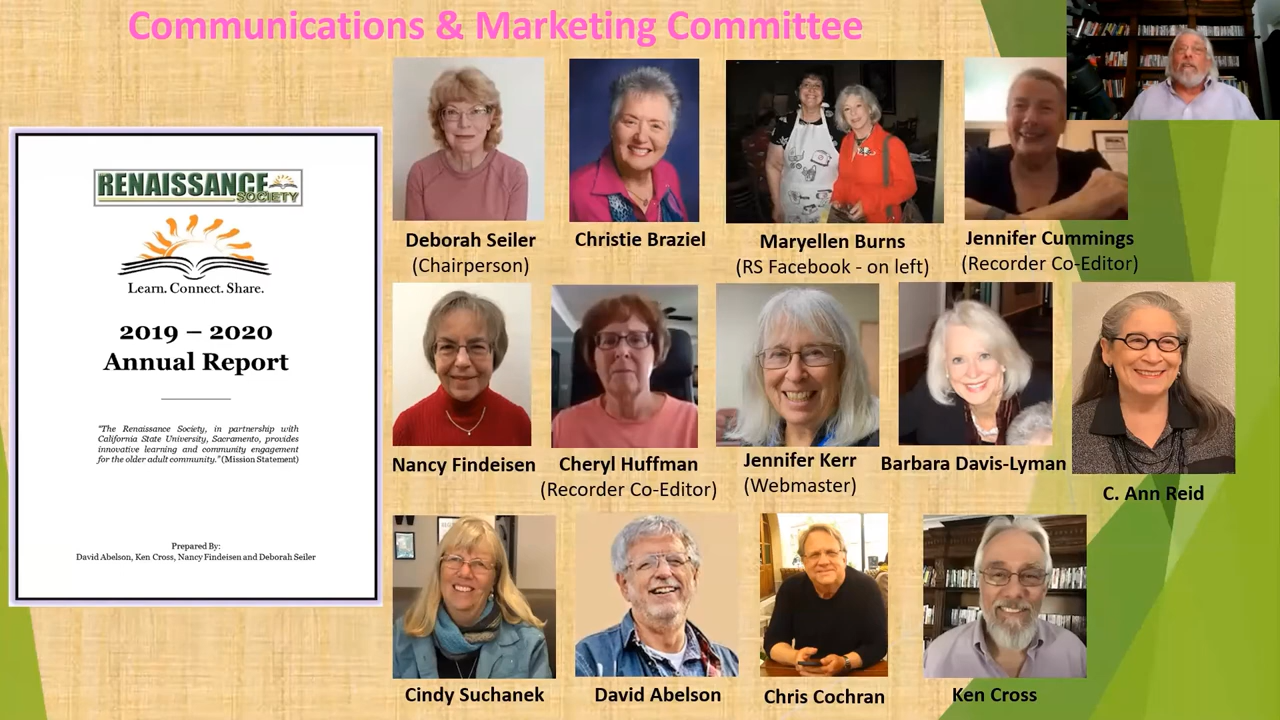 Communications & Marketing Committee
RENAISSANCE
SOCIETY
Learn. Connect. Share.
2019 – 2020
Annual Report
"The Renaissance Society, in partnership with
California State University, Sacramento, provides
innovative learning and community engagement
for the older adult community." (Mission Statement)
Prepared By:
David Abelson, Ken Cross, Nancy Findeisen and Deborah Seiler
Deborah Seiler
(Chairperson)
Christie Braziel
Maryellen Burns
(RS Facebook - on left)
Jennifer Cummings
(Recorder Co-Editor)
Nancy Findeisen
Cheryl Huffman
(Recorder Co-Editor)
Jennifer Kerr
(Webmaster)
Barbara Davis-Lyman
C. Ann Reid
Cindy Suchanek
David Abelson
Chris Cochran
Ken Cross